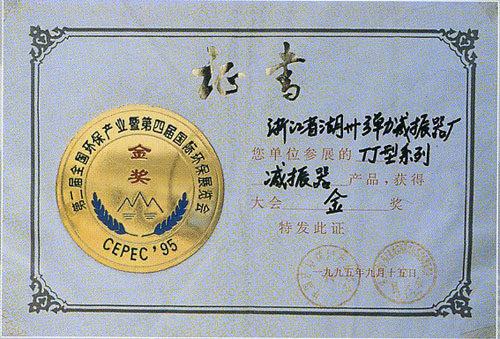 证书
第二届全国环保产业暨第四届国际环保展览会
金奖
CEPEC'95
浙江省湖州弹力减振器厂
您单位参展的TJ型系列
减振器产品，获得
大会金奖
特发此证
一九九五年九月十五日